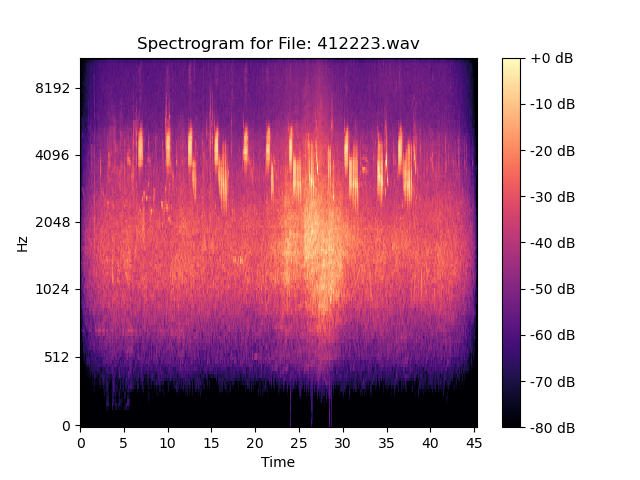 Spectrogram for File: 412223.wav
+0 dB
8192
-10 dB
4096
-20 dB
-30 dB
2048
-40 dB
Hz
1024
-50 dB
512
-60 dB
-70 dB
0
-80 dB
0 5 10 15 20 25 30 35 40 45
Time